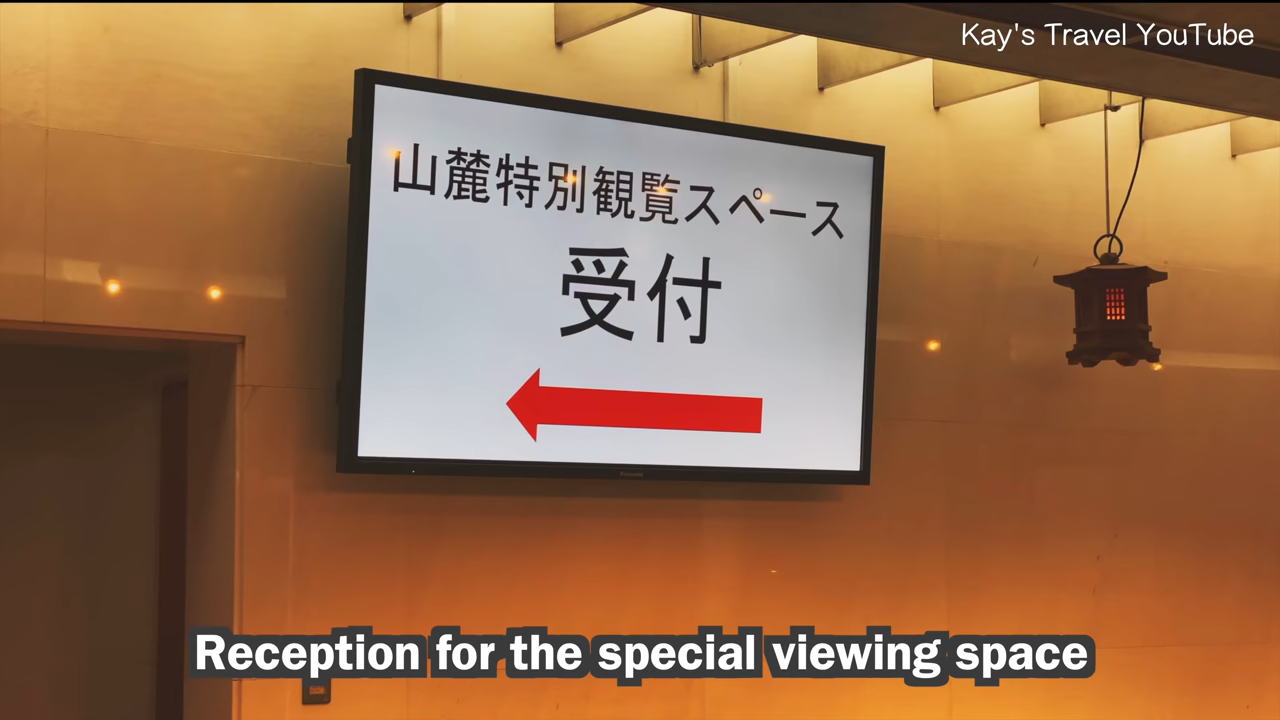 Kay's Travel YouTube
山麓特別観覧スペース
受付
Reception for the special viewing space